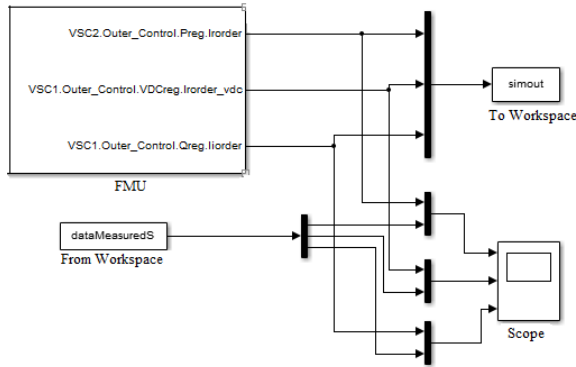 VSC2.Outer_Control.Preg.Irorder
VSC1.Outer_Control.VDCreg.Irorder_vdc
VSC1.Outer_Control.Qreg.Iiorder
FMU
simout
To Workspace
dataMeasuredS
From Workspace
Scope